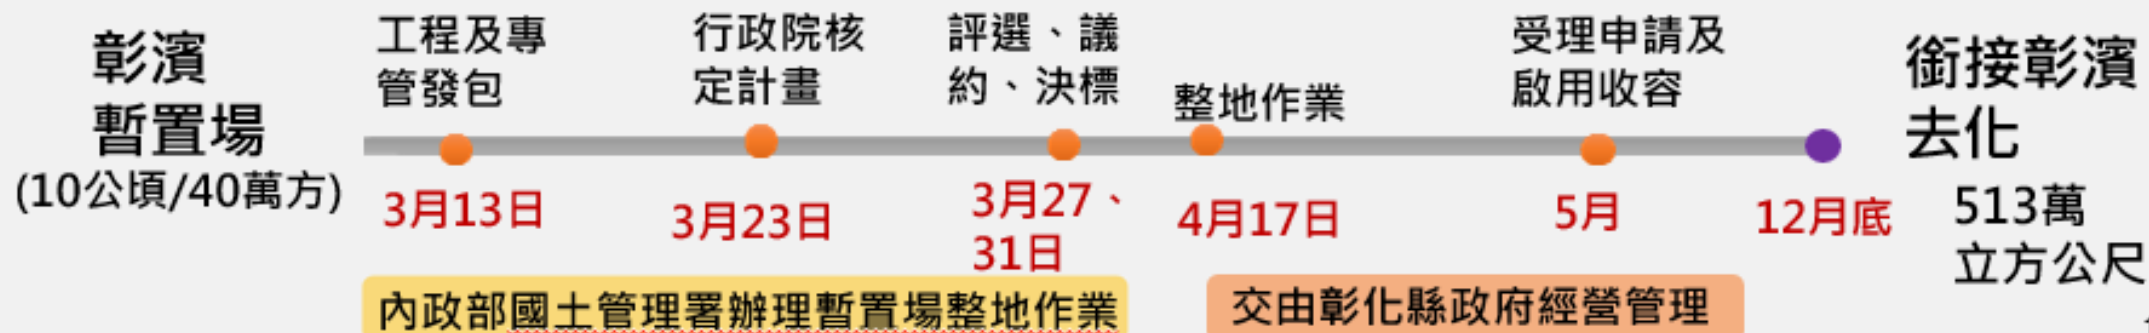 彰濱
暫置場
(10公頃/40萬方)
工程及專
管發包
3月13日
行政院核
定計畫
3月23日
評選、議
約、決標
3月27、
31日
整地作業
4月17日
受理申請及
啟用收容
5月
12月底
銜接彰濱
去化
513萬
立方公尺
內政部國土管理署辦理暫置場整地作業
交由彰化縣政府經營管理